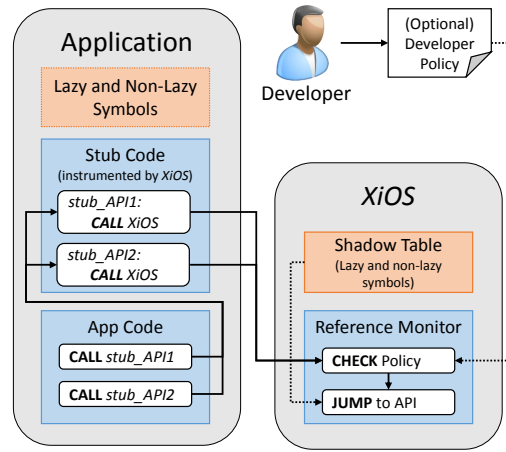 Application
Lazy and Non-Lazy
Symbols
Stub Code
(instrumented by XiOS)
stub_API1:
CALL XiOS
stub_API2:
CALL XiOS
App Code
CALL stub_API1
CALL stub_API2
Developer
(Optional)
Developer
Policy
XiOS
Shadow Table
(Lazy and non-lazy
symbols)
Reference Monitor
CHECK Policy
JUMP to API